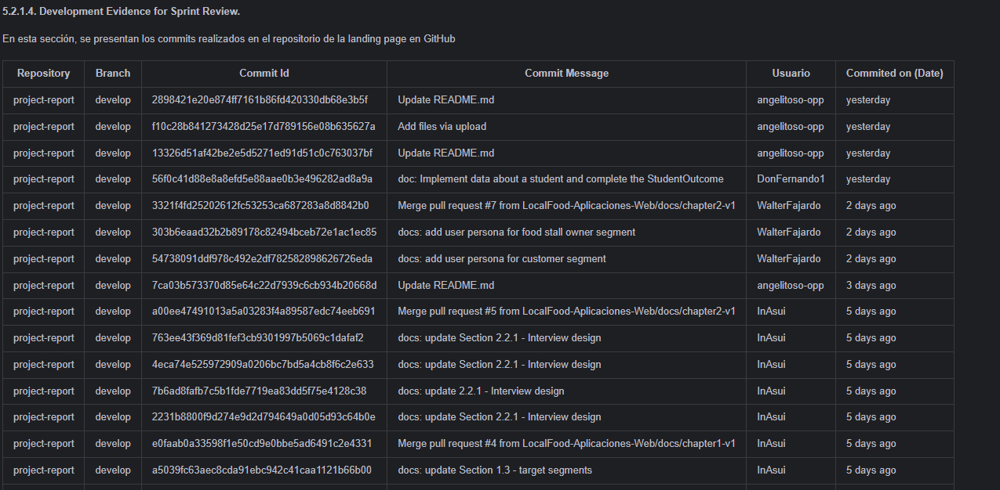 5.2.1.4. Development Evidence for Sprint Review.
En esta sección, se presentan los commits realizados en el repositorio de la landing page en GitHub
Repository Branch Commit Id Commit Message Usuario Commited on (Date)
project-report develop 2898421e20e874ff7161b86fd420330db68e3b5f Update README.md angelitoso-opp yesterday
project-report develop f10c28b841273428d25e17d789156e08b635627a Add files via upload angelitoso-opp yesterday
project-report develop 13326d51af42be2e5d5271ed91d51c0c763037bf Update README.md angelitoso-opp yesterday
project-report develop 56f0c41d88e8a8efd5e88aae0b3e496282ad8a9a doc: Implement data about a student and complete the StudentOutcome DonFernando1 yesterday
project-report develop 3321f4fd25202612fc53253ca687283a8d8842b0 Merge pull request #7 from LocalFood-Aplicaciones-Web/docs/chapter2-v1 WalterFajardo 2 days ago
project-report develop 303b6eaad32b2b89178c82494bceb72e1ac1ec85 docs: add user persona for food stall owner segment WalterFajardo 2 days ago
project-report develop 54738091ddf978c492e2df782582898626726eda docs: add user persona for customer segment WalterFajardo 2 days ago
project-report develop 7ca03b573370d85e64c22d7939c6cb934b20668d Update README.md angelitoso-opp 3 days ago
project-report develop a00ee47491013a5a03283f4a89587edc74eeb691 Merge pull request #5 from LocalFood-Aplicaciones-Web/docs/chapter2-v1 InAsui 5 days ago
project-report develop 763ee43f369d81fef3cb9301997b5069c1dafaf2 docs: update Section 2.2.1 - Interview design InAsui 5 days ago
project-report develop 4eca74e525972909a0206bc7bd5a4cb8f6c2e633 docs: update Section 2.2.1 - Interview design InAsui 5 days ago
project-report develop 7b6ad8fafb7c5b1fde7719ea83dd5f75e4128c38 docs: update 2.2.1 - Interview design InAsui 5 days ago
project-report develop 2231b8800f9d274e9d2d794649a0d05d93c64b0e docs: update Section 2.2.1 - Interview design InAsui 5 days ago
project-report develop e0faab0a33598f1e50cd9e0bbe5ad6491c2e4331 Merge pull request #4 from LocalFood-Aplicaciones-Web/docs/chapter1-v1 InAsui 5 days ago
project-report develop a5039fc63aec8cda91ebc942c41caa1121b66b00 docs: update Section 1.3 - target segments InAsui 5 days ago